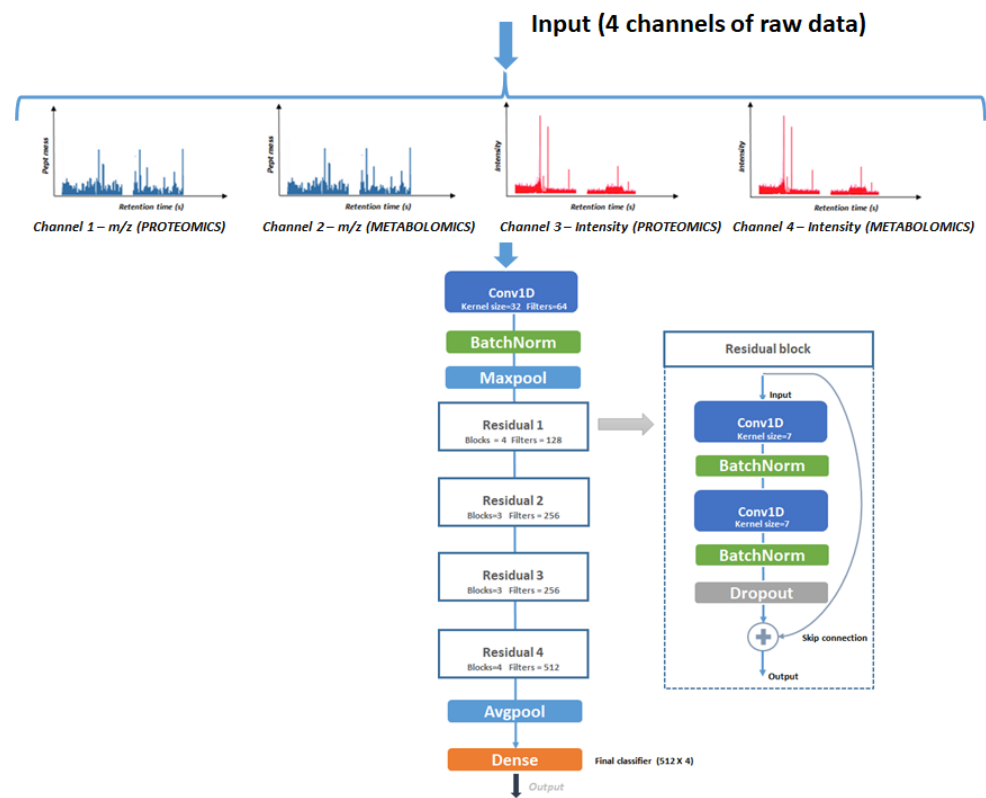 Input (4 channels of raw data)
Pept mess
Retention time (s)
Channel 1 – m/z (PROTEOMICS)
Pept mess
Retention time (s)
Channel 2 – m/z (METABOLOMICS)
Intensity
Retention time (s)
Channel 3 – Intensity (PROTEOMICS)
Intensity
Retention time (s)
Channel 4 – Intensity (METABOLOMICS)
Conv1D
Kernel size=32 Filters=64
BatchNorm
Maxpool
Residual 1
Blocks = 4 Filters = 128
Residual 2
Blocks=3 Filters = 256
Residual 3
Blocks=3 Filters = 256
Residual 4
Blocks=4 Filters = 512
Avgpool
Dense
Final classifier (512 X 4)
Output
Residual block
Input
Conv1D
Kernel size=7
BatchNorm
Conv1D
Kernel size=7
BatchNorm
Dropout
+
Skip connection
Output